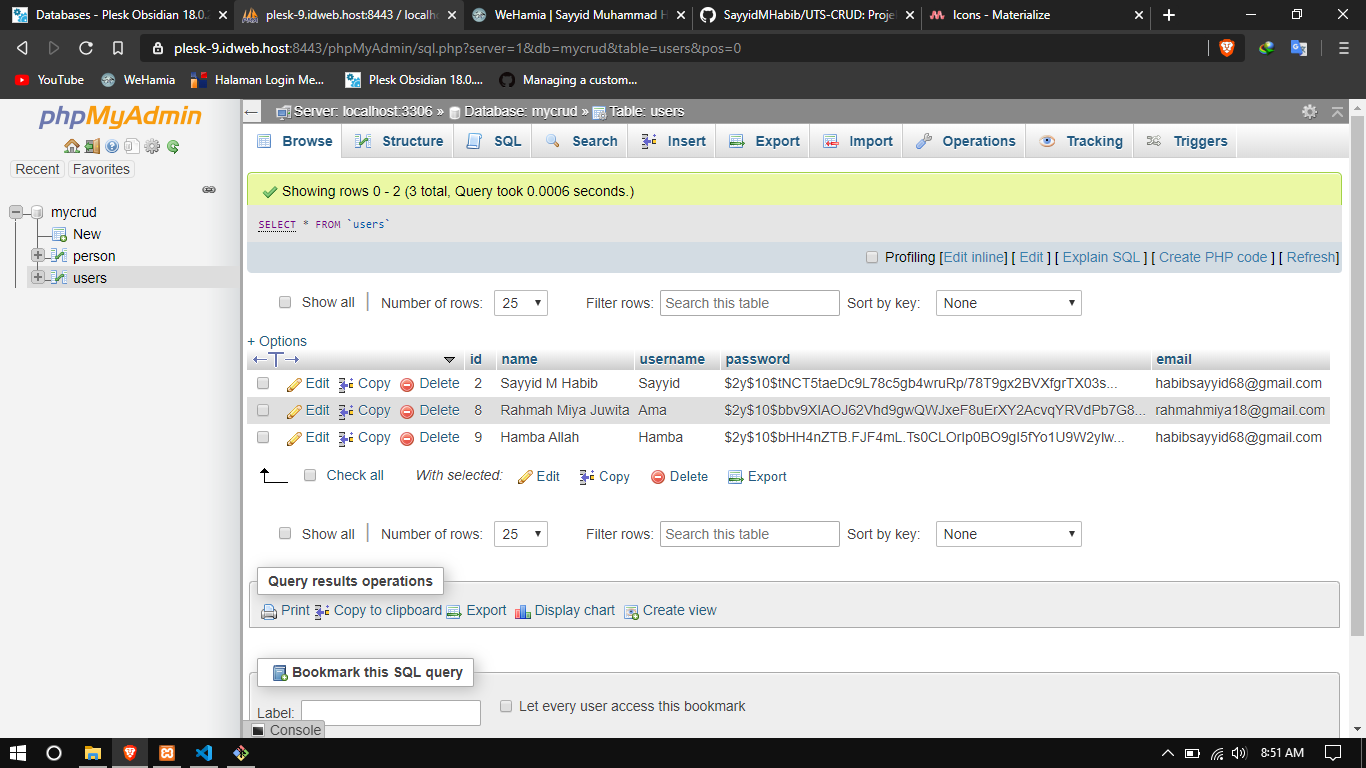 Databases - Plesk Obsidian 18.0.
plesk-9.idweb.host:8443 / localh
WeHamia | Sayyid Muhammad H
SayyidMHabib/UTS-CRUD: Proje
Icons - Materialize
plesk-9.idweb.host:8443/phpMyAdmin/sql.php?server=1&db=mycrud&table=users&pos=0
YouTube WeHamia Halaman Login Me... Plesk Obsidian 18.0.... Managing a custom...
phpMyAdmin
Recent Favorites
mycrud
New
person
users
Server: localhost:3306 » Database: mycrud » Table: users
Browse Structure SQL Search Insert Export Import Operations Tracking Triggers
Showing rows 0 - 2 (3 total, Query took 0.0006 seconds.)
SELECT * FROM `users`
Profiling [Edit inline] [ Edit ] [ Explain SQL ] [ Create PHP code ] [ Refresh]
Show all | Number of rows: 25 Filter rows: Search this table Sort by key: None
+ Options
←T→ id name username password email
Edit Copy Delete 2 Sayyid M Habib Sayyid $2y$10$tNCT5taeDc9L78c5gb4wruRp/78T9gx2BVXfgrTX03s... habibsayyid68@gmail.com
Edit Copy Delete 8 Rahmah Miya Juwita Ama $2y$10$bbv9XIAOJ62Vhd9gwQWJxeF8uErXY2AcvqYRVdPb7G8... rahmahmiya18@gmail.com
Edit Copy Delete 9 Hamba Allah Hamba $2y$10$bHH4nZTB.FJF4mL.Ts0CLOrIp0BO9gI5fYo1U9W2yIw... habibsayyid68@gmail.com
Check all With selected: Edit Copy Delete Export
Show all | Number of rows: 25 Filter rows: Search this table Sort by key: None
Query results operations
Print Copy to clipboard Export Display chart Create view
Bookmark this SQL query
Label: Let every user access this bookmark
Console
8:51 AM